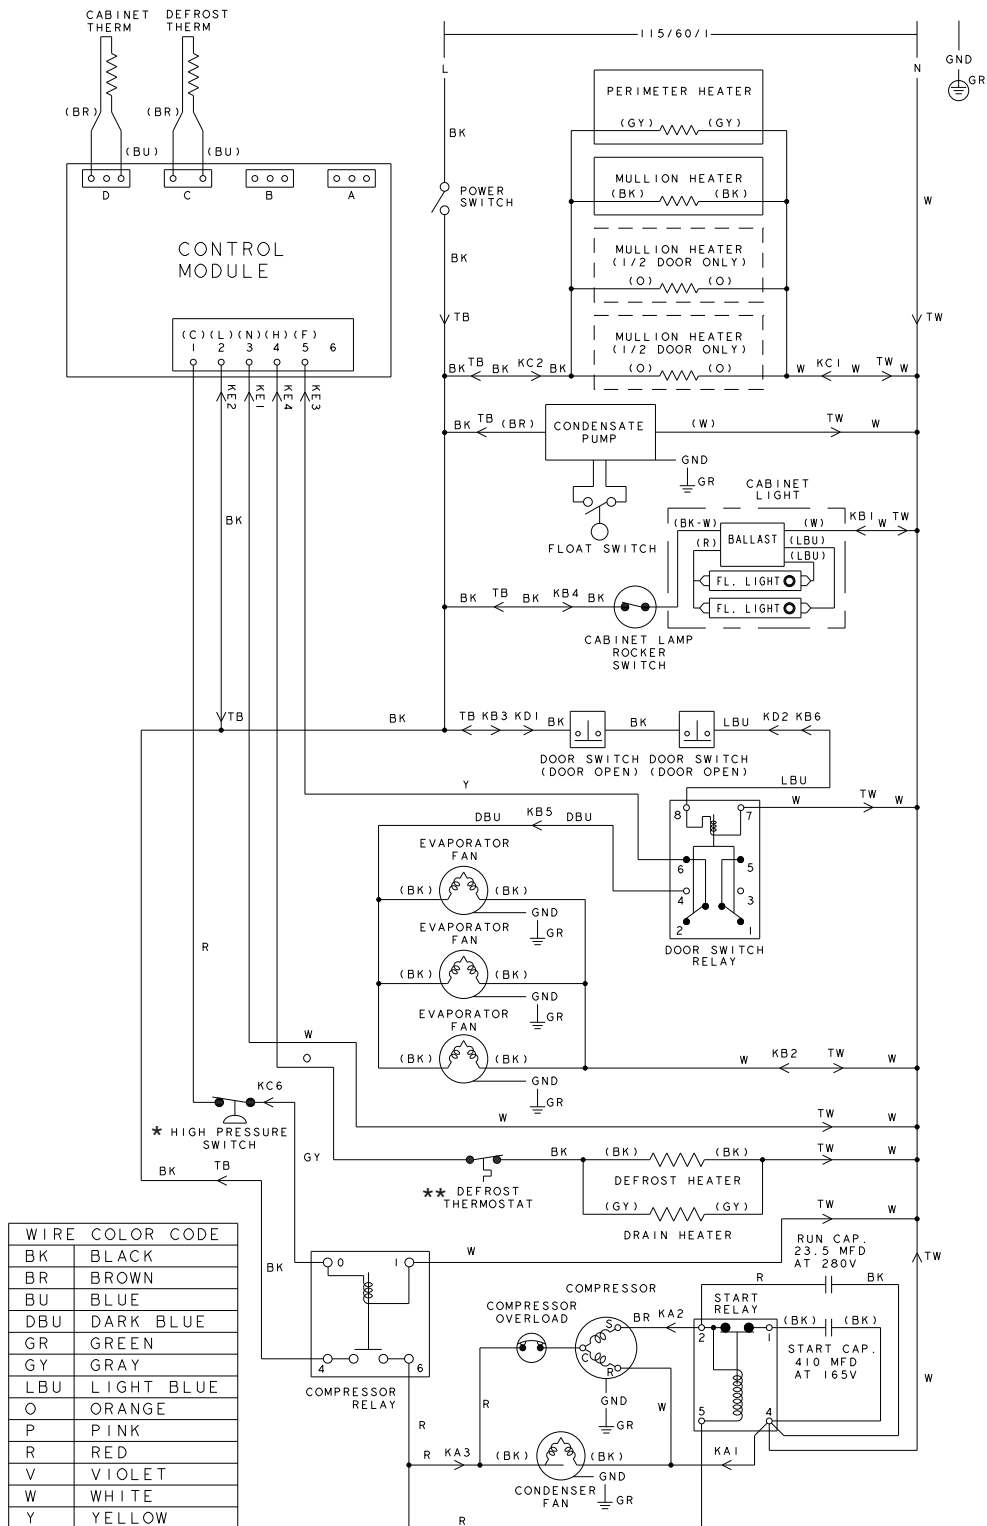 CABINET THERM
DEFROST THERM
(BR)
(BU)
(BR)
(BU)
D
C
B
A
CONTROL
MODULE
(C) (L) (N) (H) (F)
1 2 3 4 5 6
KE2
KE1
KE4
KE3
115/60/1
L
N
GND
GR
BK
POWER
SWITCH
BK
TB
W
TW
PERIMETER HEATER
(GY) (GY)
MULLION HEATER
(BK) (BK)
MULLION HEATER
(1/2 DOOR ONLY)
(O) (O)
MULLION HEATER
(1/2 DOOR ONLY)
(O) (O)
BK TB BK KC2 BK
W KC1 TW W
BK TB (BR)
CONDENSATE
PUMP
(W) TW W
GND
GR
FLOAT SWITCH
CABINET
LIGHT
(BK-W)
(R)
BALLAST
(W)
(LBU)
(LBU)
KB1 W TW
FL. LIGHT
FL. LIGHT
BK TB BK KB4 BK
CABINET LAMP
ROCKER
SWITCH
BK
TB
BK
TB KB3 KD1 BK
BK
LBU KD2 KB6
DOOR SWITCH
(DOOR OPEN)
DOOR SWITCH
(DOOR OPEN)
LBU
Y
W TW W
8 7
6 5
4 3
2 1
DOOR SWITCH
RELAY
DBU KB5 DBU
EVAPORATOR
FAN
(BK) (BK)
GND
GR
EVAPORATOR
FAN
(BK) (BK)
GND
GR
EVAPORATOR
FAN
(BK) (BK)
GND
GR
R
W
O
W KB2 TW W
KC6
* HIGH PRESSURE
SWITCH
W TW W
GY
BK TB
** DEFROST
THERMOSTAT
BK (BK) (BK) TW W
DEFROST HEATER
(GY) (GY)
DRAIN HEATER
TW W
WIRE COLOR CODE
BK BLACK
BR BROWN
BU BLUE
DBU DARK BLUE
GR GREEN
GY GRAY
LBU LIGHT BLUE
O ORANGE
P PINK
R RED
V VIOLET
W WHITE
Y YELLOW
BK
0 1
4 6
W
COMPRESSOR
RELAY
RUN CAP.
23.5 MFD
AT 280V
R BK
TW
COMPRESSOR
COMPRESSOR
OVERLOAD
S
C
R
BR KA2
START
RELAY
2 1
(BK) (BK)
START CAP.
410 MFD
AT 165V
5 4
W
GND
GR
R
R
W
R KA3
(BK) (BK)
KA1
GND
GR
CONDENSER
FAN
R